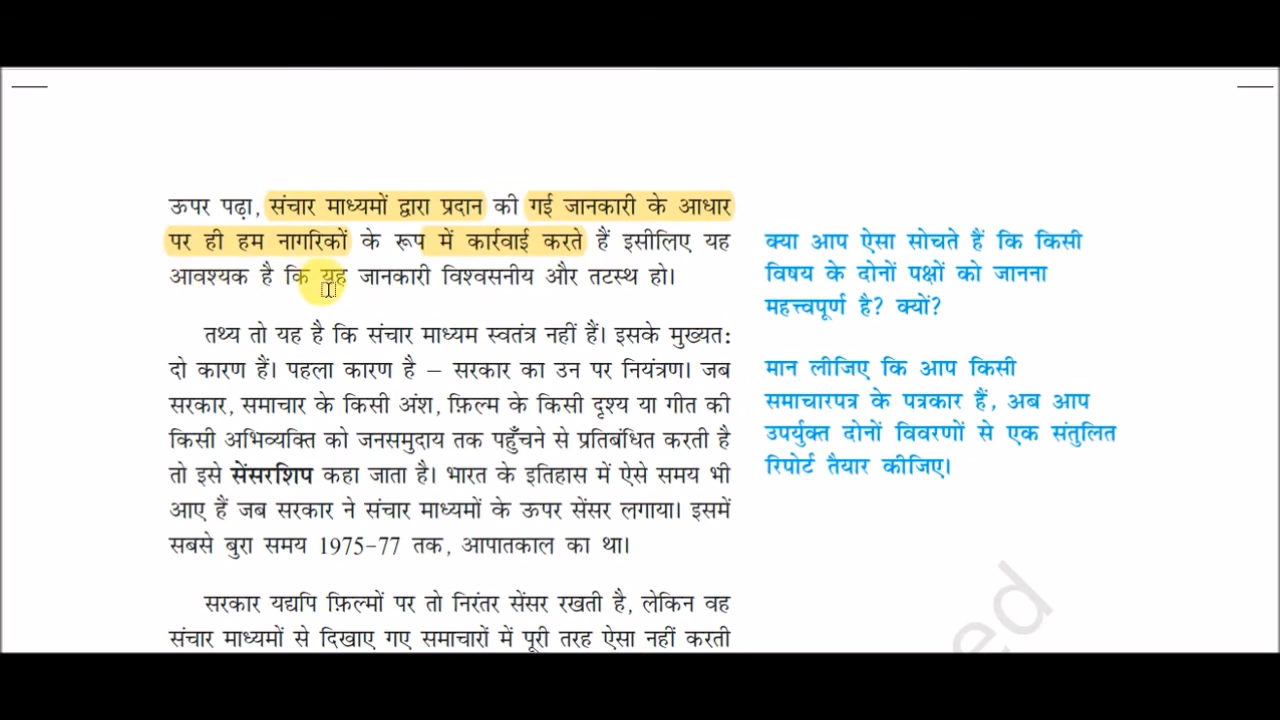 ऊपर पढ़ा, संचार माध्यमों द्वारा प्रदान की गई जानकारी के आधार
पर ही हम नागरिकों के रूप में कार्रवाई करते हैं इसीलिए यह
आवश्यक है कि यह जानकारी विश्वसनीय और तटस्थ हो।
तथ्य तो यह है कि संचार माध्यम स्वतंत्र नहीं हैं। इसके मुख्यत:
दो कारण हैं। पहला कारण है – सरकार का उन पर नियंत्रण। जब
सरकार, समाचार के किसी अंश, फ़िल्म के किसी दृश्य या गीत की
किसी अभिव्यक्ति को जनसमुदाय तक पहुँचने से प्रतिबंधित करती है
तो इसे सेंसरशिप कहा जाता है। भारत के इतिहास में ऐसे समय भी
आए हैं जब सरकार ने संचार माध्यमों के ऊपर सेंसर लगाया। इसमें
सबसे बुरा समय 1975-77 तक, आपातकाल का था।
सरकार यद्यपि फ़िल्मों पर तो निरंतर सेंसर रखती है, लेकिन वह
संचार माध्यमों से दिखाए गए समाचारों में पूरी तरह ऐसा नहीं करती
क्या आप ऐसा सोचते हैं कि किसी
विषय के दोनों पक्षों को जानना
महत्त्वपूर्ण है? क्यों?
मान लीजिए कि आप किसी
समाचारपत्र के पत्रकार हैं, अब आप
उपर्युक्त दोनों विवरणों से एक संतुलित
रिपोर्ट तैयार कीजिए।